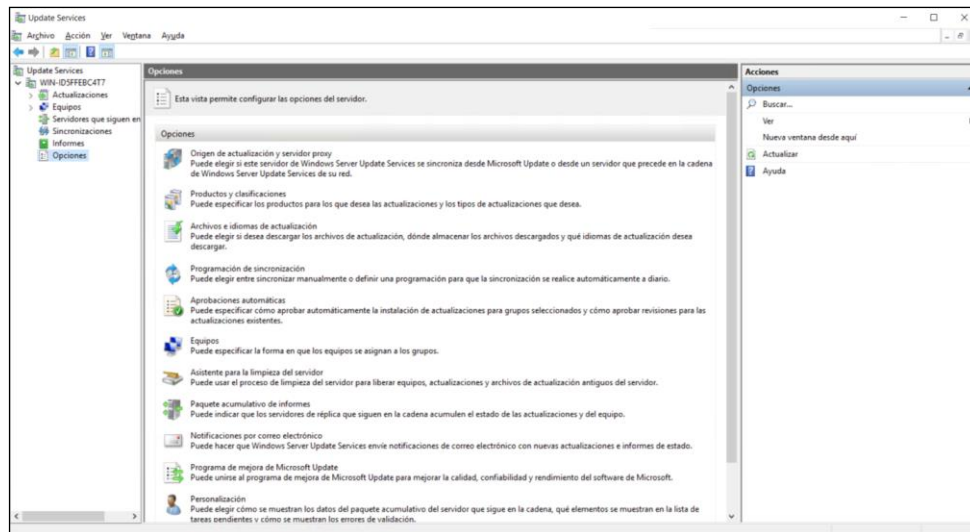 Update Services
Archivo Acción Ver Ventana Ayuda
Update Services
WIN-ID5FFEBC4T7
Actualizaciones
Equipos
Servidores que siguen en
Sincronizaciones
Informes
Opciones
Opciones
Esta vista permite configurar las opciones del servidor.
Opciones
Origen de actualización y servidor proxy
Puede elegir si este servidor de Windows Server Update Services se sincroniza desde Microsoft Update o desde un servidor que precede en la cadena
de Windows Server Update Services de su red.
Productos y clasificaciones
Puede especificar los productos para los que desea las actualizaciones y los tipos de actualizaciones que desea.
Archivos e idiomas de actualización
Puede elegir si desea descargar los archivos de actualización, dónde almacenar los archivos descargados y qué idiomas de actualización desea
descargar.
Programación de sincronización
Puede elegir entre sincronizar manualmente o definir una programación para que la sincronización se realice automáticamente a diario.
Aprobaciones automáticas
Puede especificar cómo aprobar automáticamente la instalación de actualizaciones para grupos seleccionados y cómo aprobar revisiones para las
actualizaciones existentes.
Equipos
Puede especificar la forma en que los equipos se asignan a los grupos.
Asistente para la limpieza del servidor
Puede usar el proceso de limpieza del servidor para liberar equipos, actualizaciones y archivos de actualización antiguos del servidor.
Paquete acumulativo de informes
Puede indicar que los servidores de réplica que siguen en la cadena acumulen el estado de las actualizaciones y del equipo.
Notificaciones por correo electrónico
Puede hacer que Windows Server Update Services envíe notificaciones de correo electrónico con nuevas actualizaciones e informes de estado.
Programa de mejora de Microsoft Update
Puede unirse al programa de mejora de Microsoft Update para mejorar la calidad, confiabilidad y rendimiento del software de Microsoft.
Personalización
Puede elegir cómo se muestran los datos del paquete acumulativo del servidor que sigue en la cadena, qué elementos se muestran en la lista de
tareas pendientes y cómo se muestran los errores de validación.
Acciones
Opciones
Buscar...
Ver
Nueva ventana desde aquí
Actualizar
Ayuda